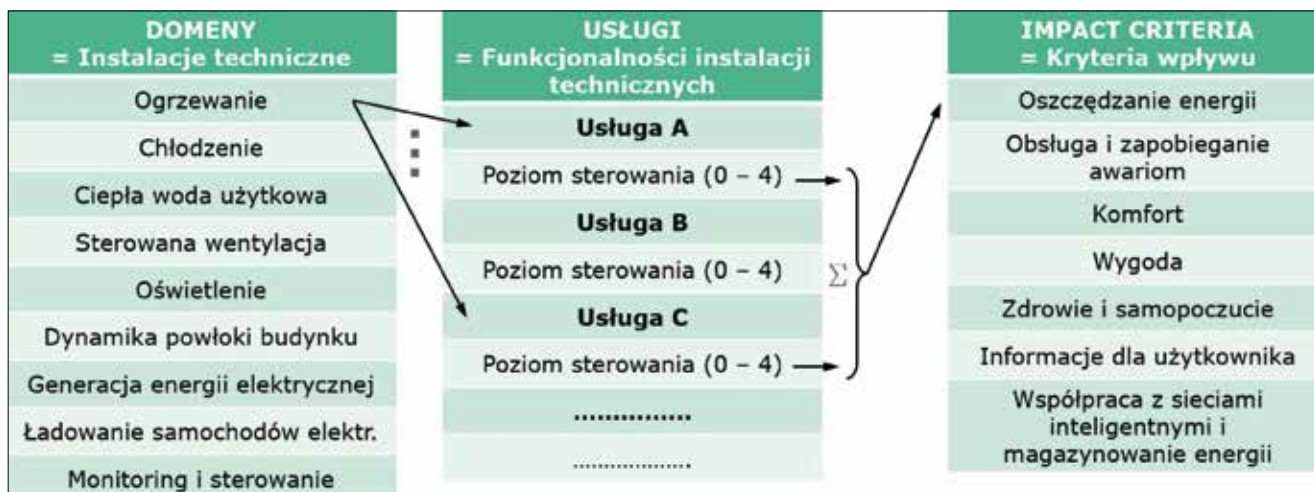 DOMENY
= Instalacje techniczne
Ogrzewanie
Chłodzenie
Ciepła woda użytkowa
Sterowana wentylacja
Oświetlenie
Dynamika powłoki budynku
Generacja energii elektrycznej
Ładowanie samochodów elektr.
Monitoring i sterowanie
USŁUGI
= Funkcjonalności instalacji
technicznych
Usługa A
Poziom sterowania (0 – 4)
Usługa B
Poziom sterowania (0 – 4)
Usługa C
Poziom sterowania (0 – 4)
...............
...................
∑
IMPACT CRITERIA
= Kryteria wpływu
Oszczędzanie energii
Obsługa i zapobieganie
awariom
Komfort
Wygoda
Zdrowie i samopoczucie
Informacje dla użytkownika
Współpraca z sieciami
inteligentnymi i
magazynowanie energii